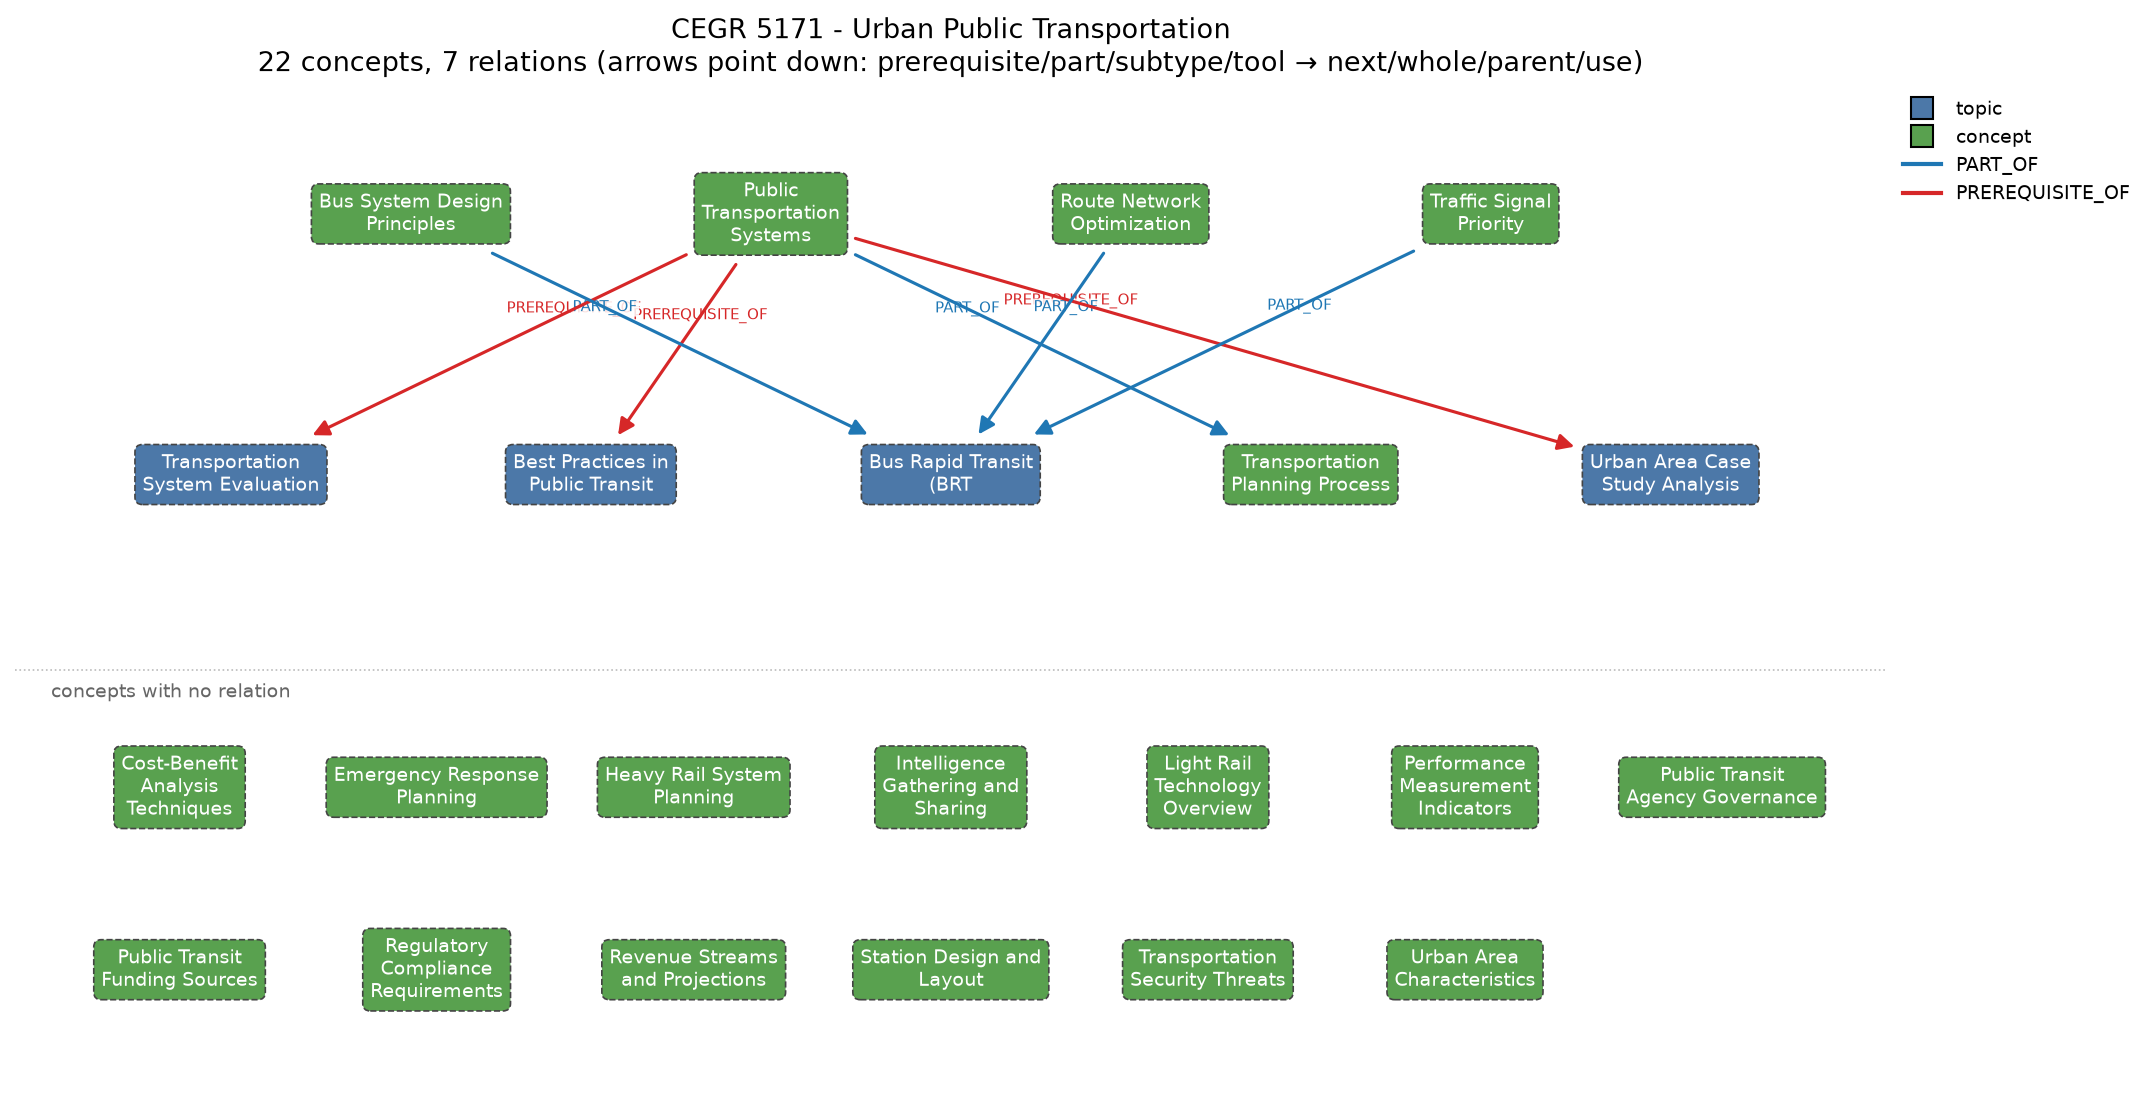 CEGR 5171 - Urban Public Transportation
22 concepts, 7 relations (arrows point down: prerequisite/part/subtype/tool → next/whole/parent/use)
topic
concept
PART_OF
PREREQUISITE_OF
Bus System Design
Principles
Public
Transportation
Systems
Route Network
Optimization
Traffic Signal
Priority
PART_OF
PREREQUISITE_OF
PART_OF
PREREQUISITE_OF
PART_OF
PART_OF
Transportation
System Evaluation
Best Practices in
Public Transit
Bus Rapid Transit
(BRT
Transportation
Planning Process
Urban Area Case
Study Analysis
concepts with no relation
Cost-Benefit
Analysis
Techniques
Emergency Response
Planning
Heavy Rail System
Planning
Intelligence
Gathering and
Sharing
Light Rail
Technology
Overview
Performance
Measurement
Indicators
Public Transit
Agency Governance
Public Transit
Funding Sources
Regulatory
Compliance
Requirements
Revenue Streams
and Projections
Station Design and
Layout
Transportation
Security Threats
Urban Area
Characteristics